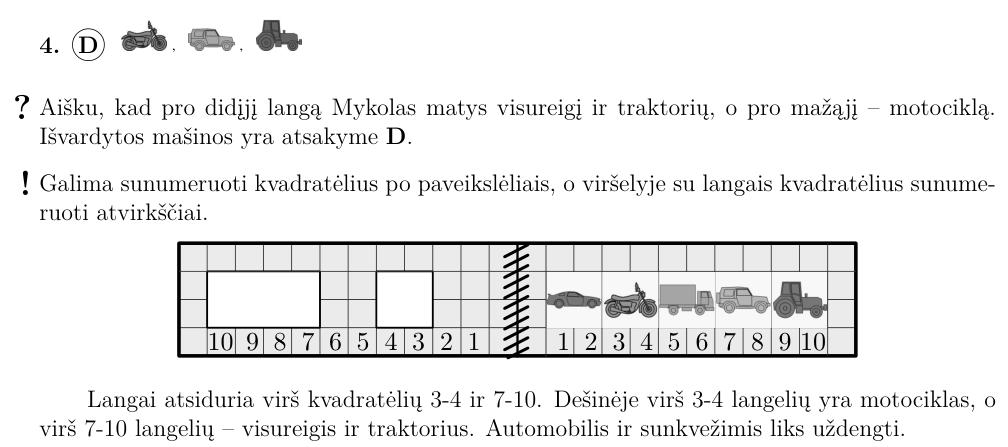 4. D , ,
? Aišku, kad pro didįjį langą Mykolas matys visureigį ir traktorių, o pro mažąjį – motociklą.
Išvardytos mašinos yra atsakyme D.
! Galima sunumeruoti kvadratėlius po paveikslėliais, o viršelyje su langais kvadratėlius sunume-
ruoti atvirkščiai.
10 9 8 7 6 5 4 3 2 1 1 2 3 4 5 6 7 8 9 10
Langai atsiduria virš kvadratėlių 3-4 ir 7-10. Dešinėje virš 3-4 langelių yra motociklas, o
virš 7-10 langelių – visureigis ir traktorius. Automobilis ir sunkvežimis liks uždengti.